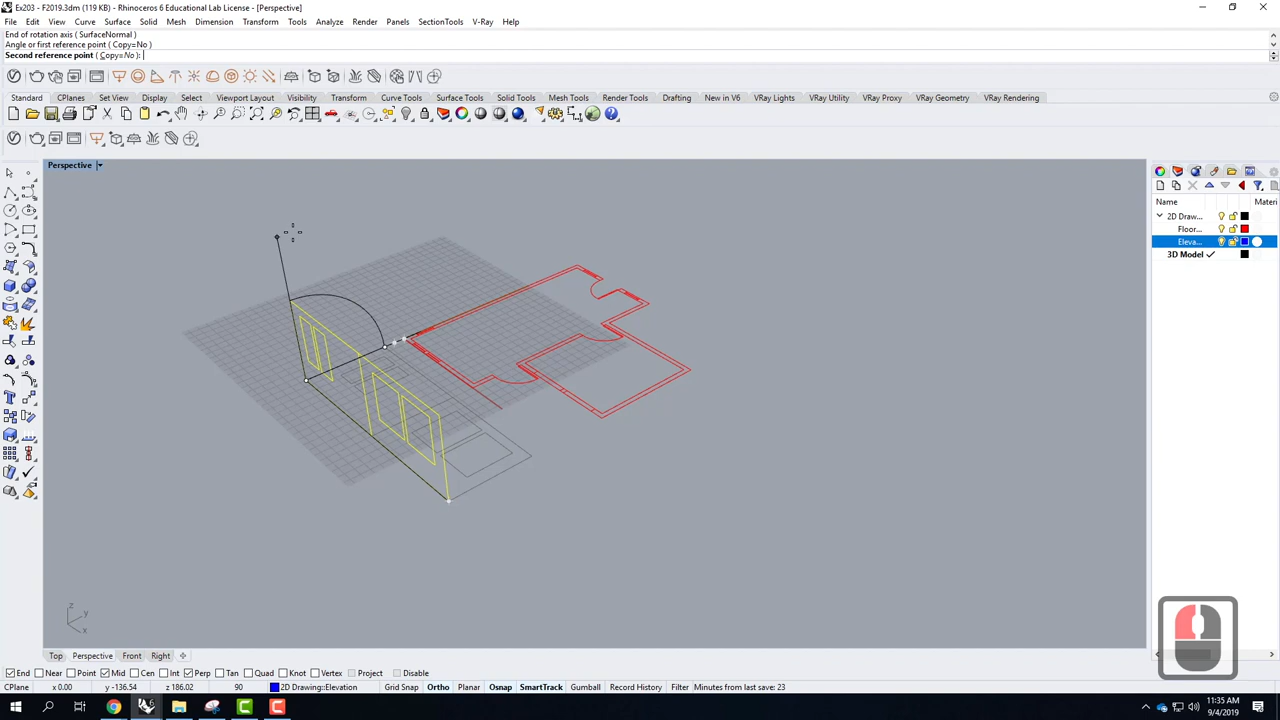 Ex203 - F2019.3dm (119 KB) - Rhinoceros 6 Educational Lab License - [Perspective]
File Edit View Curve Surface Solid Mesh Dimension Transform Tools Analyze Render Panels SectionTools V-Ray Help
End of rotation axis ( SurfaceNormal )
Angle or first reference point ( Copy=No )
Second reference point ( Copy=No ):
Standard CPlanes Set View Display Select Viewport Layout Visibility Transform Curve Tools Surface Tools Solid Tools Mesh Tools Render Tools Drafting New in V6 VRay Lights VRay Utility VRay Proxy VRay Geometry VRay Rendering
Perspective
Name Materi
2D Draw...
Floor...
Eleva...
3D Model
z
y
x
Top Perspective Front Right
End Near Point Mid Cen Int Perp Tan Quad Knot Vertex Project Disable
CPlane x 0.00 y -136.54 z 186.02 90 2D Drawing::Elevation Grid Snap Ortho Planar Osnap SmartTrack Gumball Record History Filter Minutes from last save: 23
11:35 AM
9/4/2019